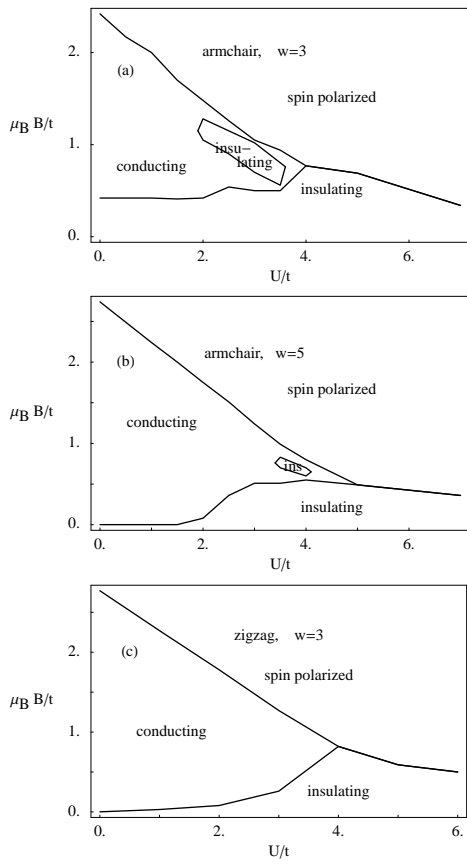 2.
armchair, w=3
(a)
spin polarized
μB B/t
1.
insu-
lating
conducting
insulating
0.
0. 2. 4. 6.
U/t
2.
armchair, w=5
(b)
spin polarized
μB B/t
conducting
1.
ins
insulating
0.
0. 2. 4. 6.
U/t
2.
zigzag, w=3
(c)
spin polarized
μB B/t
conducting
1.
insulating
0.
0. 2. 4. 6.
U/t